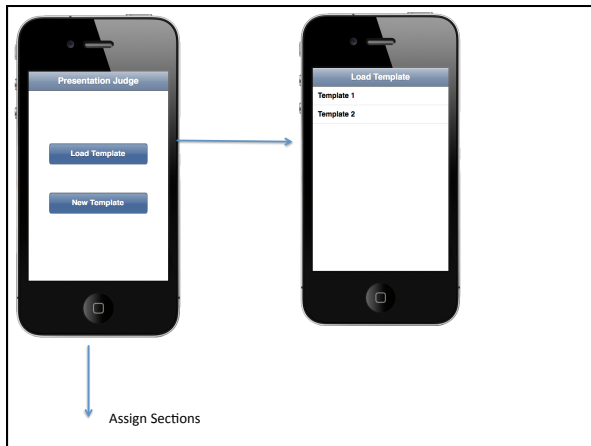 Presentation Judge
Load Template
New Template
Load Template
Template 1
Template 2
Assign Sections